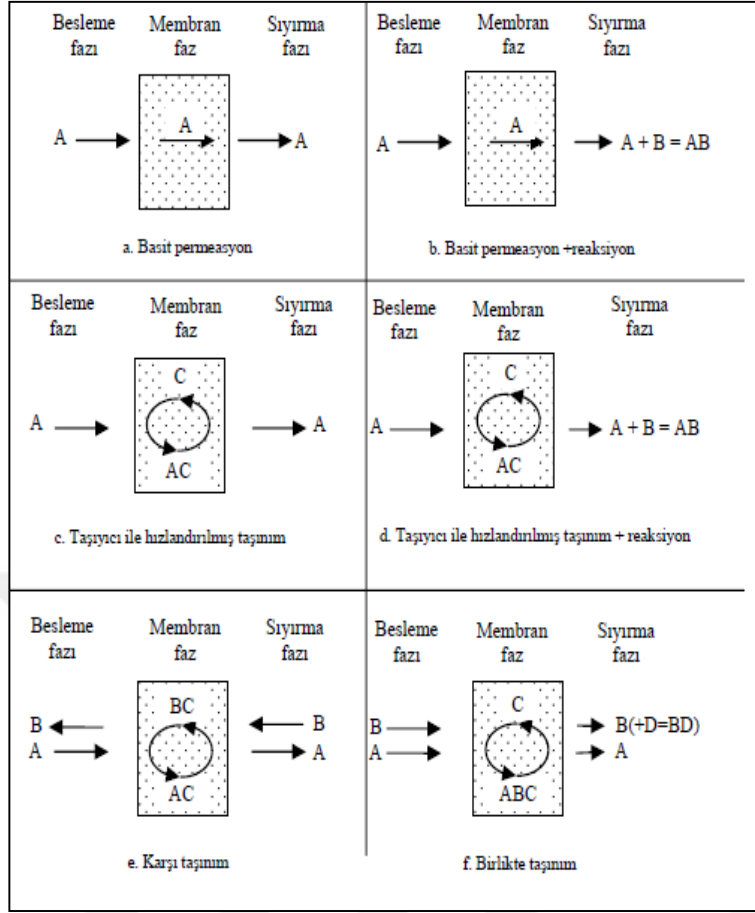 Besleme Membran Sıyırma
fazı faz fazı
A A A
a. Basit permeasyon
Besleme Membran Sıyırma
fazı faz fazı
A A A + B = AB
b. Basit permeasyon +reaksiyon
Besleme Membran Sıyırma
fazı faz fazı
C
A A
AC
c. Taşıyıcı ile hızlandırılmış taşınım
Besleme Membran Sıyırma
fazı faz fazı
C
A A + B = AB
AC
d. Taşıyıcı ile hızlandırılmış taşınım + reaksiyon
Besleme Membran Sıyırma
fazı faz fazı
BC
B B
A A
AC
e. Karşı taşınım
Besleme Membran Sıyırma
fazı faz fazı
C
B B(+D=BD)
A A
ABC
f. Birlikte taşınım